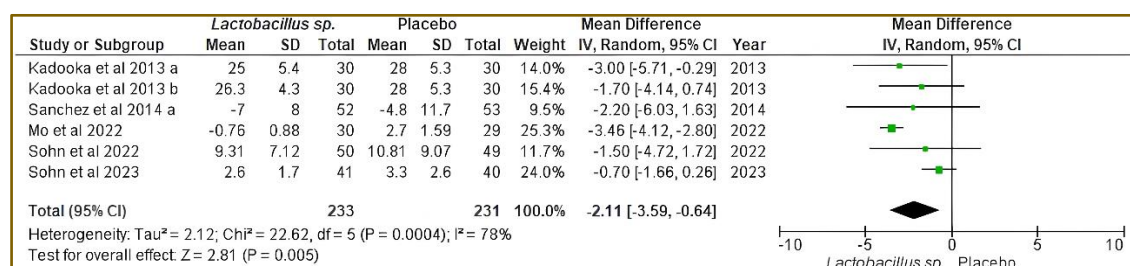 Lactobacillus sp. Placebo Mean Difference Mean Difference
Study or Subgroup Mean SD Total Mean SD Total Weight IV, Random, 95% CI Year IV, Random, 95% CI
Kadooka et al 2013 a 25 5.4 30 28 5.3 30 14.0% -3.00 [-5.71, -0.29] 2013
Kadooka et al 2013 b 26.3 4.3 30 28 5.3 30 15.4% -1.70 [-4.14, 0.74] 2013
Sanchez et al 2014 a -7 8 52 -4.8 11.7 53 9.5% -2.20 [-6.03, 1.63] 2014
Mo et al 2022 -0.76 0.88 30 2.7 1.59 29 25.3% -3.46 [-4.12, -2.80] 2022
Sohn et al 2022 9.31 7.12 50 10.81 9.07 49 11.7% -1.50 [-4.72, 1.72] 2022
Sohn et al 2023 2.6 1.7 41 3.3 2.6 40 24.0% -0.70 [-1.66, 0.26] 2023
Total (95% CI) 233 231 100.0% -2.11 [-3.59, -0.64]
Heterogeneity: Tau² = 2.12; Chi² = 22.62, df = 5 (P = 0.0004); I² = 78%
Test for overall effect: Z = 2.81 (P = 0.005)
-10 -5 0 5 10
Lactobacillus sp. Placebo